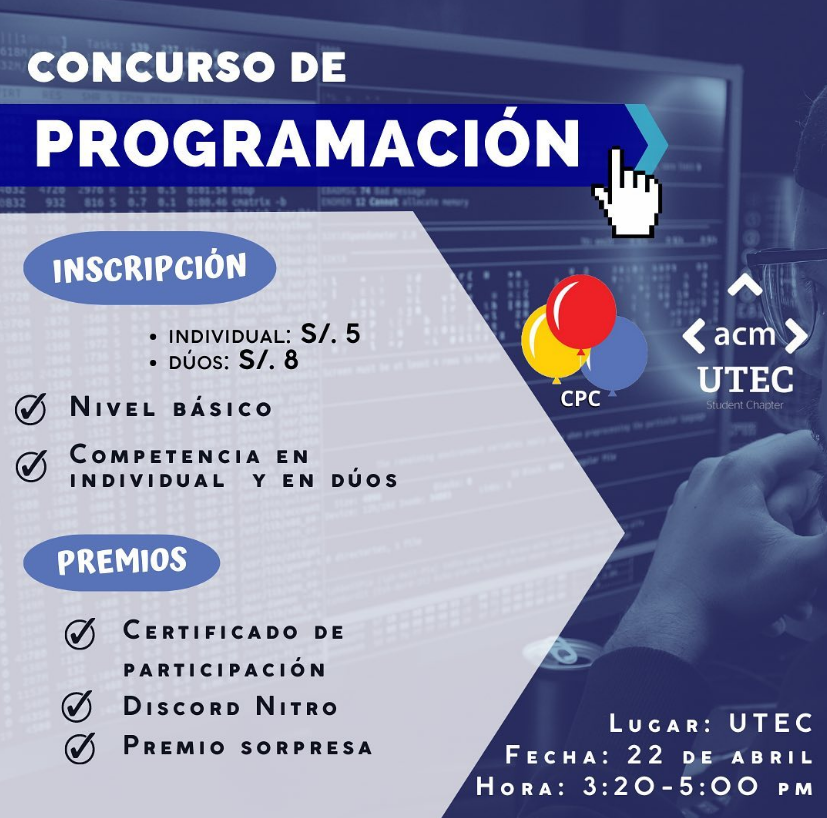 CONCURSO DE
PROGRAMACIÓN
INSCRIPCIÓN
• INDIVIDUAL: S/. 5
• DÚOS: S/. 8
NIVEL BÁSICO
COMPETENCIA EN
INDIVIDUAL Y EN DÚOS
CPC
acm
UTEC
Student Chapter
PREMIOS
CERTIFICADO DE
PARTICIPACIÓN
DISCORD NITRO
PREMIO SORPRESA
LUGAR: UTEC
FECHA: 22 DE ABRIL
HORA: 3:20-5:00 PM